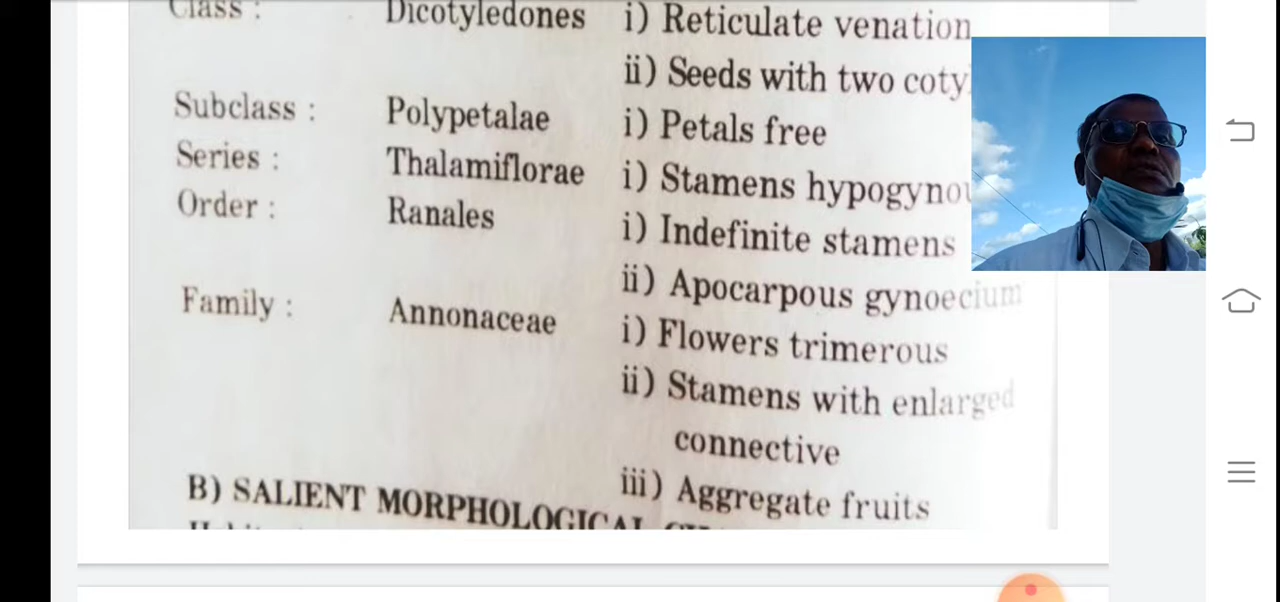 Class : Dicotyledones i) Reticulate venation
ii) Seeds with two
Subclass : Polypetalae i) Petals free
Series : Thalamiflorae i) Stamens
Order : Ranales i) Indefinite stamens
ii) Apocarpous gynoecium
Family : Annonaceae i) Flowers trimerous
ii) Stamens with enlarged
connective
iii) Aggregate fruits
B) SALIENT MORPHOLOGICAL